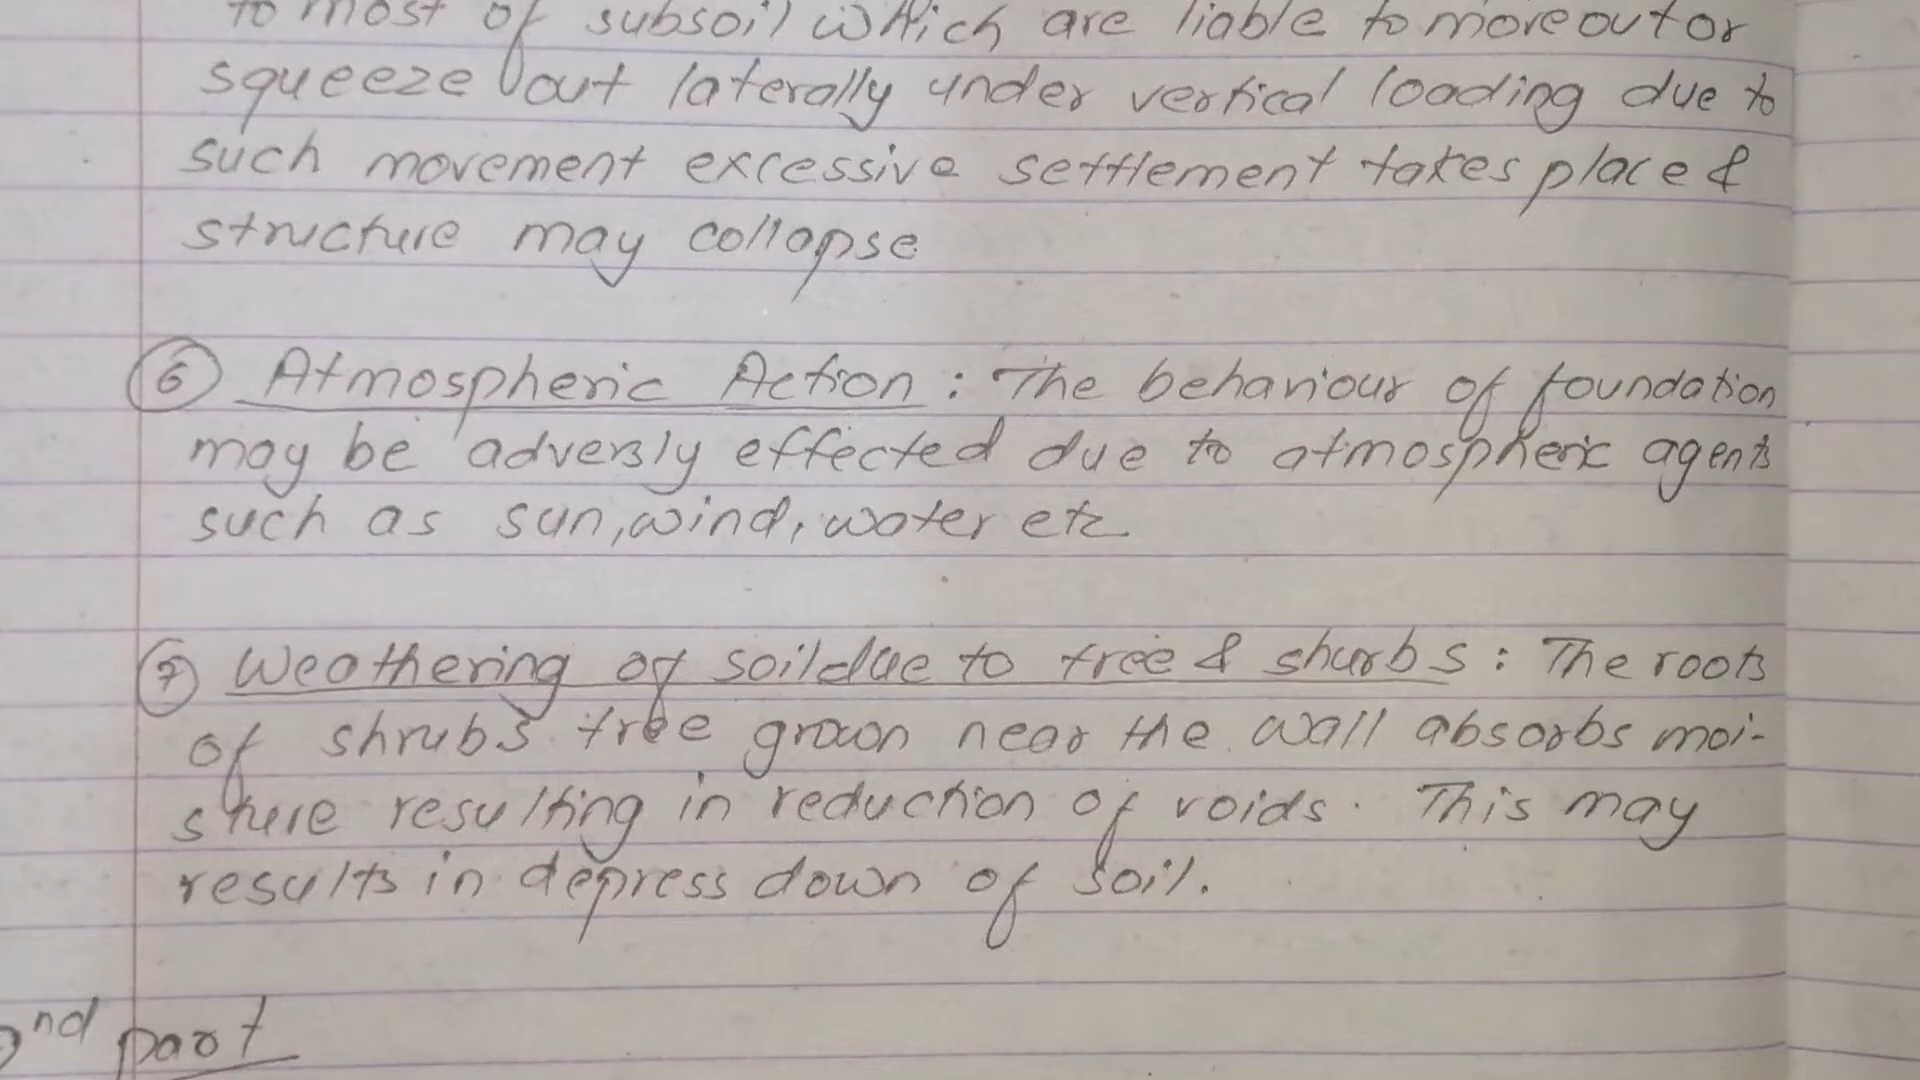 to most of subsoil which are liable to move out or
squeeze out laterally under vertical loading due to
such movement excessive settlement takes place &
structure may collapse
6 Atmospheric Action : The behaviour of foundation
may be adversly effected due to atmospheric agents
such as sun, wind, water etc
7 Weathering of soil due to tree & shurbs : The roots
of shrubs tree grown near the wall absorbs moi-
sture resulting in reduction of voids. This may
results in depress down of soil.
2nd part